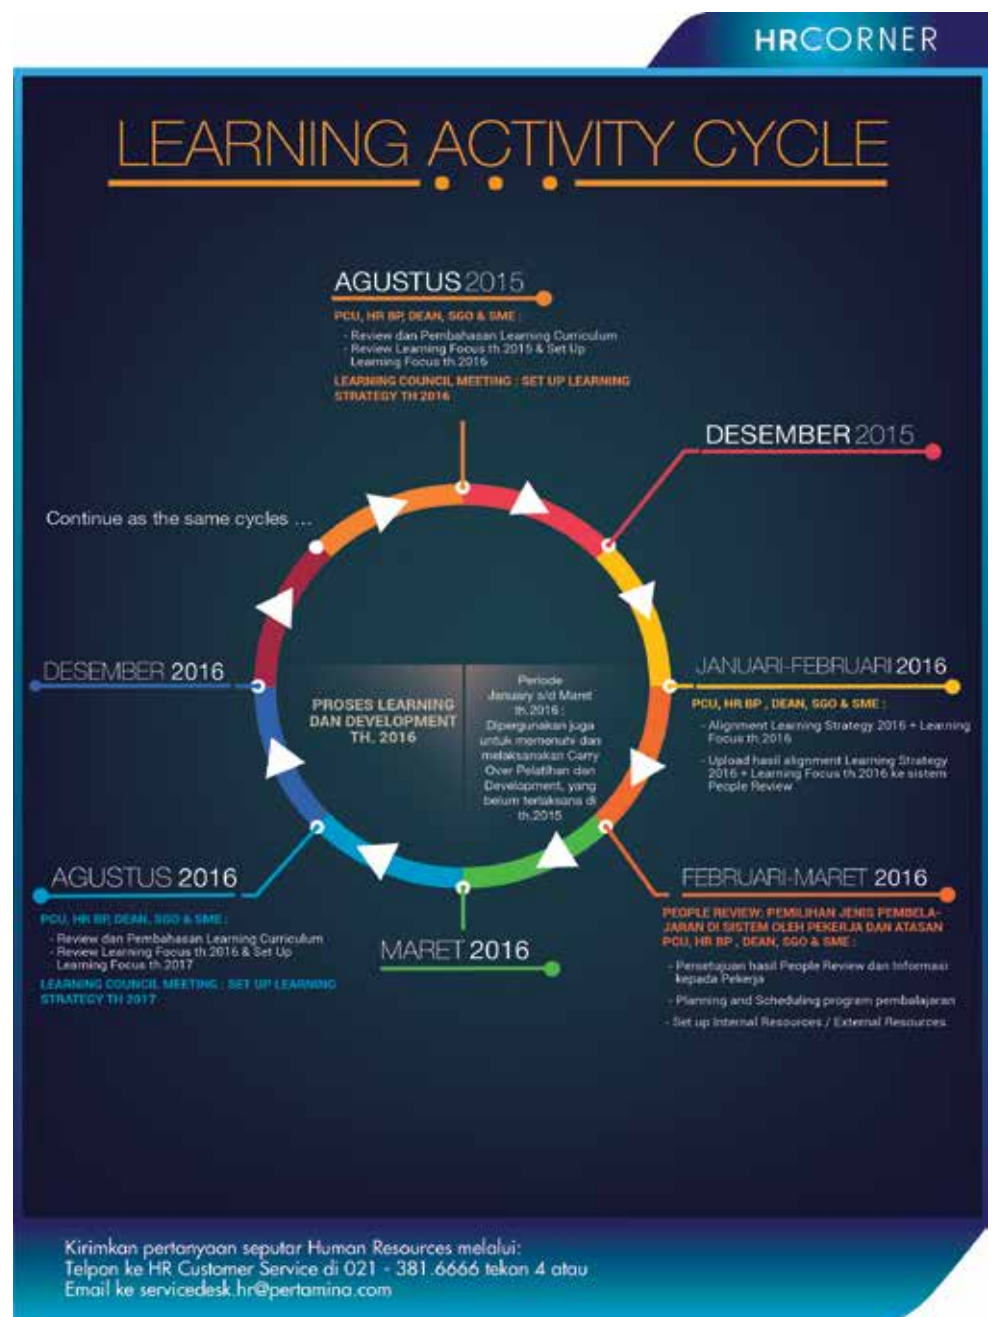 HRCORNER
LEARNING ACTIVITY CYCLE
AGUSTUS 2015
PCU, HR BP, DEAN, SGO & SME :
- Review dan Pembahasan Learning Curriculum
- Review Learning Focus th.2015 & Set Up
Learning Focus th.2016
LEARNING COUNCIL MEETING : SET UP LEARNING
STRATEGY TH 2016
DESEMBER 2015
Continue as the same cycles ...
DESEMBER 2016
JANUARI-FEBRUARI 2016
PCU, HR BP , DEAN, SGO & SME :
- Alignment Learning Strategy 2016 + Learning
Focus th.2016
- Upload hasil alignment Learning Strategy
2016 + Learning Focus th.2016 ke sistem
People Review
PROSES LEARNING
DAN DEVELOPMENT
TH. 2016
Periode
January s/d Maret
th.2016 :
Dipergunakan juga
untuk memenuhi dan
melaksanakan Carry
Over Pelatihan dan
Development, yang
belum terlaksana di
th.2015
AGUSTUS 2016
PCU, HR BP, DEAN, SGO & SME :
- Review dan Pembahasan Learning Curriculum
- Review Learning Focus th.2016 & Set Up
Learning Focus th.2017
LEARNING COUNCIL MEETING : SET UP LEARNING
STRATEGY TH 2017
MARET 2016
FEBRUARI-MARET 2016
PEOPLE REVIEW: PEMILIHAN JENIS PEMBELA-
JARAN DI SISTEM OLEH PEKERJA DAN ATASAN
PCU, HR BP , DEAN, SGO & SME :
- Persetujuan hasil People Review dan Informasi
kepada Pekerja
- Planning and Scheduling program pembalajaran
- Set up Internal Resources / External Resources
Kirimkan pertanyaan seputar Human Resources melalui:
Telpon ke HR Customer Service di 021 - 381.6666 tekan 4 atau
Email ke servicedesk.hr@pertamina.com